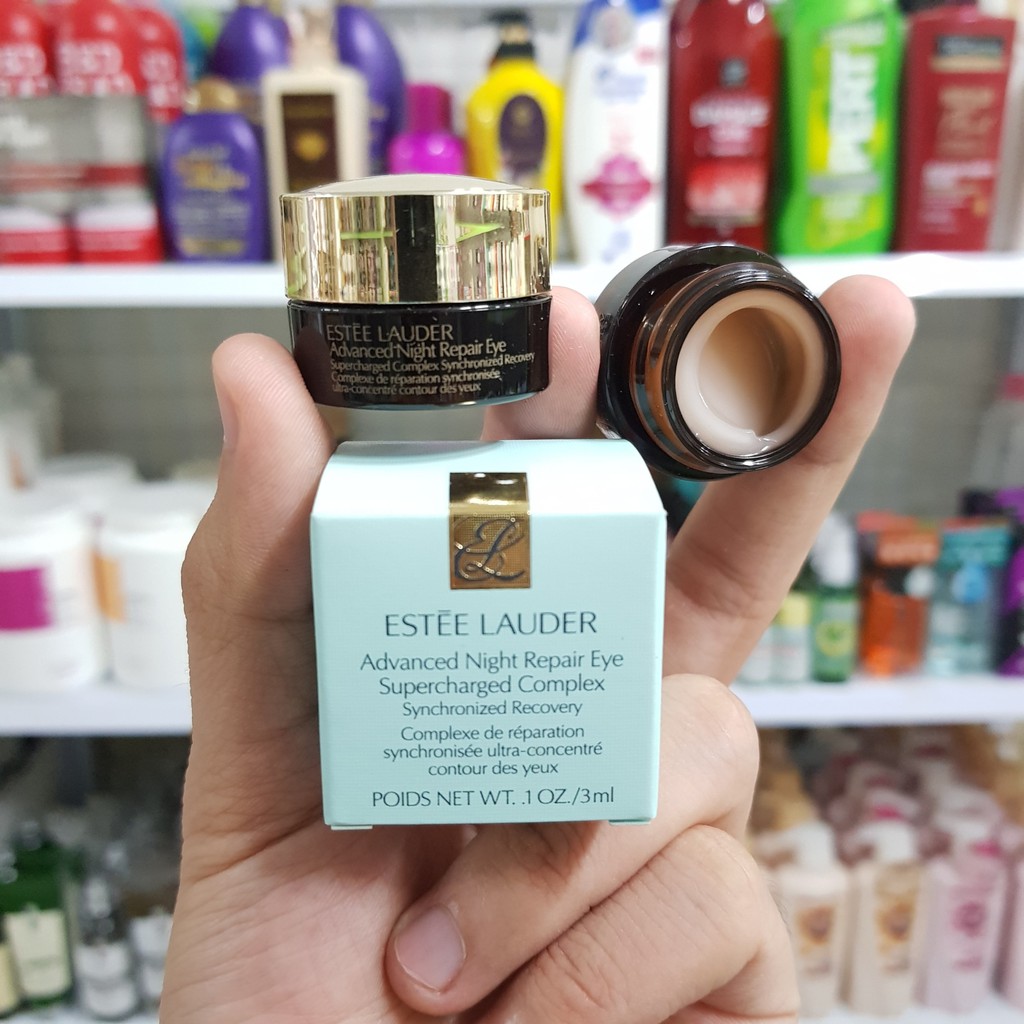 ESTĒE LAUDER
Advanced Night Repair Eye
Supercharged Complex Synchronized Recovery
Complexe de réparation synchronisée
ultra-concentré contour des yeux
EL
ESTĒE LAUDER
Advanced Night Repair Eye
Supercharged Complex
Synchronized Recovery
Complexe de réparation
synchronisée ultra-concentré
contour des yeux
POIDS NET WT. .1 OZ./3ml